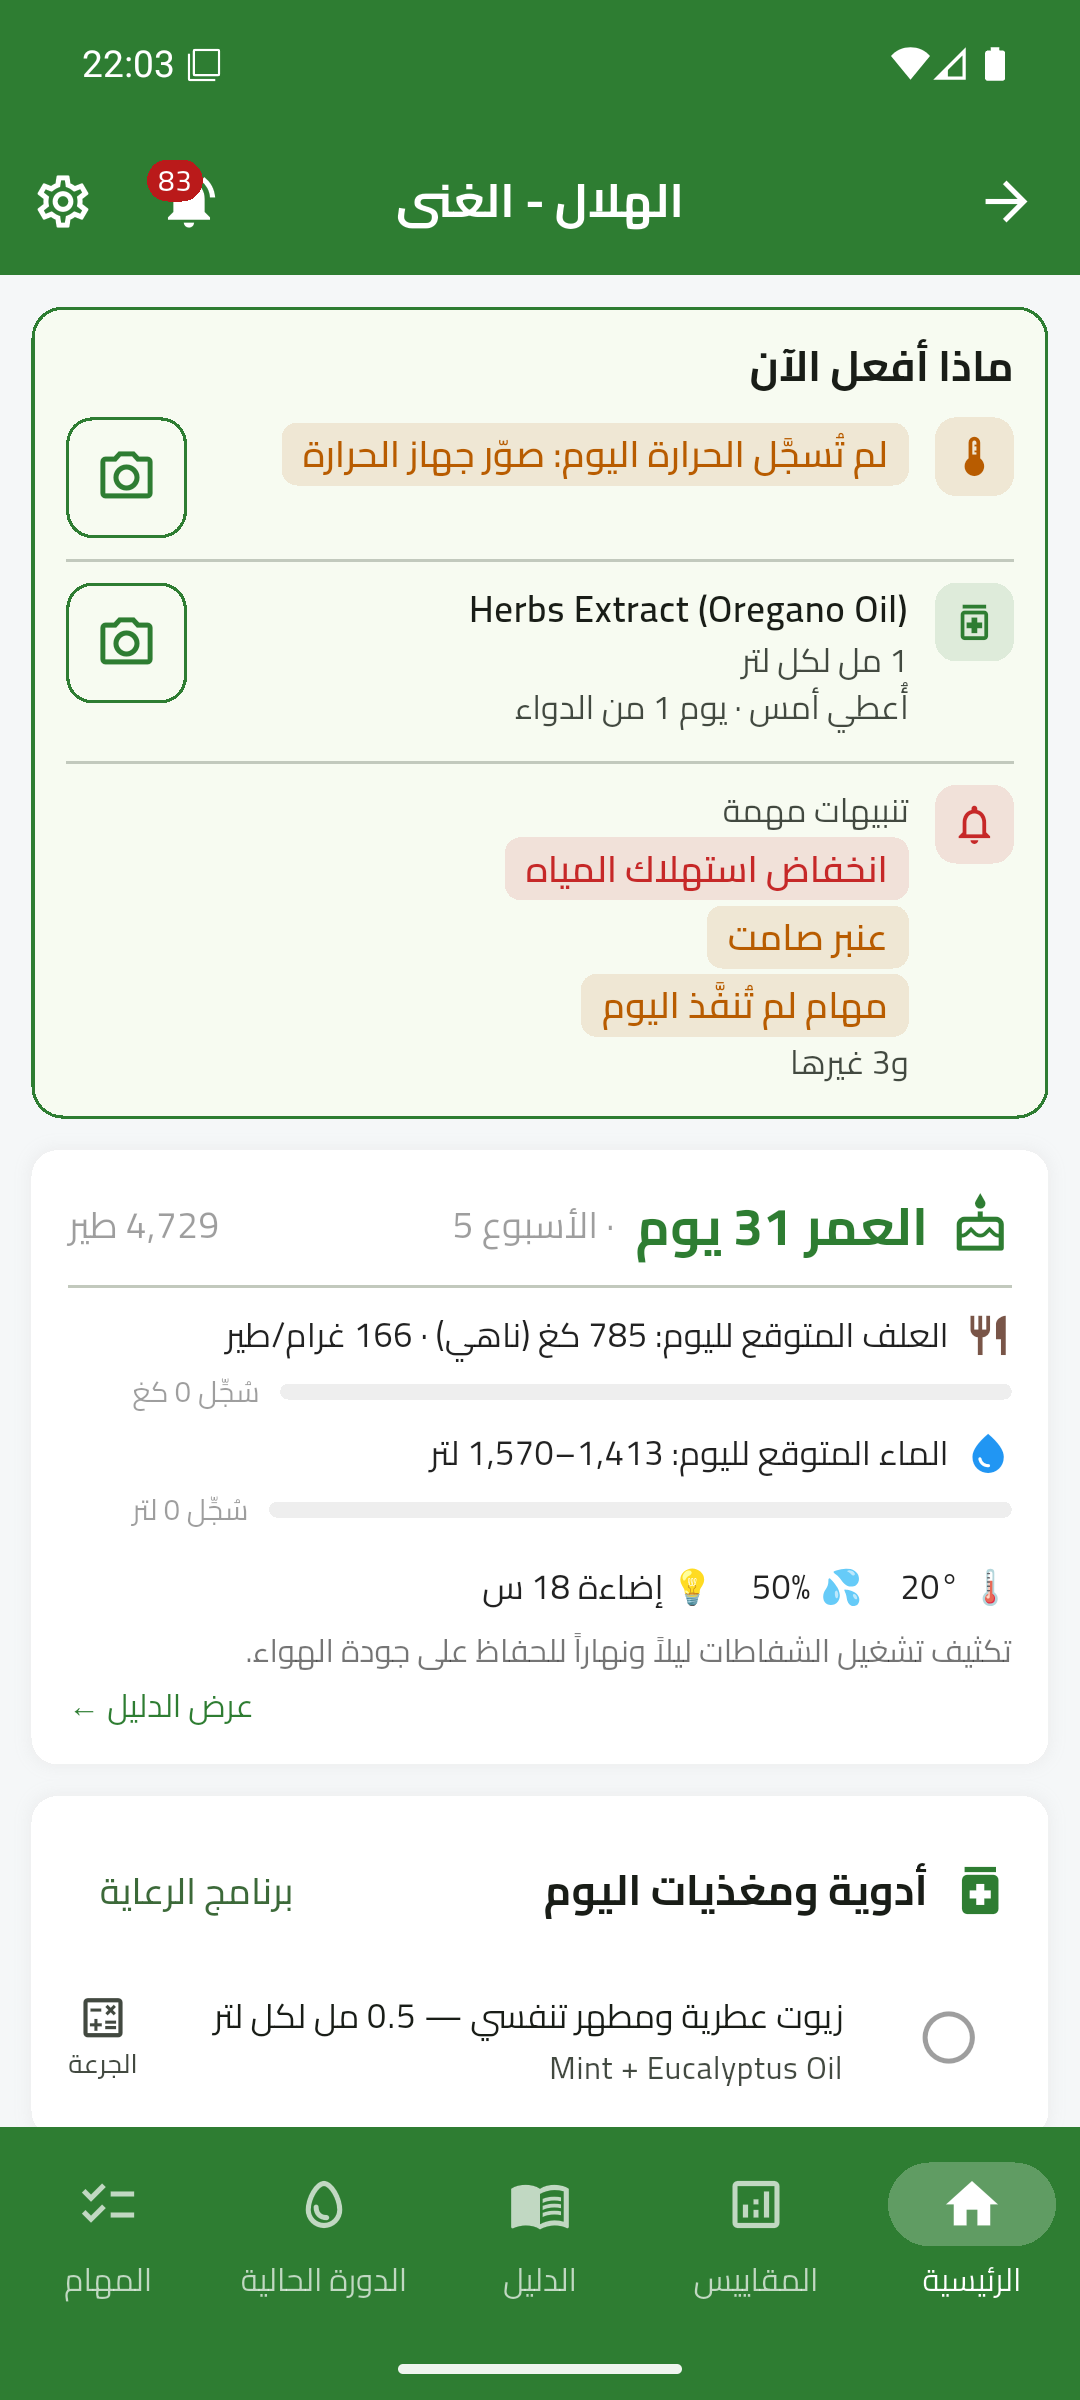 22:03
83
الهلال - الغنى
ماذا أفعل الآن
لم تُسجَّل الحرارة اليوم: صوّر جهاز الحرارة
Herbs Extract (Oregano Oil)
1 مل لكل لتر
أُعطي أمس · يوم 1 من الدواء
تنبيهات مهمة
انخفاض استهلاك المياه
عنبر صامت
مهام لم تُنفَّذ اليوم
و3 غيرها
العمر 31 يوم · الأسبوع 5
4,729 طير
العلف المتوقع لليوم: 785 كغ (ناهي) · 166 غرام/طير
سُجِّل 0 كغ
الماء المتوقع لليوم: 1,413–1,570 لتر
سُجِّل 0 لتر
20° 50% إضاءة 18 س
تكثيف تشغيل الشفاطات ليلاً ونهاراً للحفاظ على جودة الهواء.
عرض الدليل ←
أدوية ومغذيات اليوم
برنامج الرعاية
زيوت عطرية ومطهر تنفسي — 0.5 مل لكل لتر
Mint + Eucalyptus Oil
الجرعة
الرئيسية
المقاييس
الدليل
الدورة الحالية
المهام